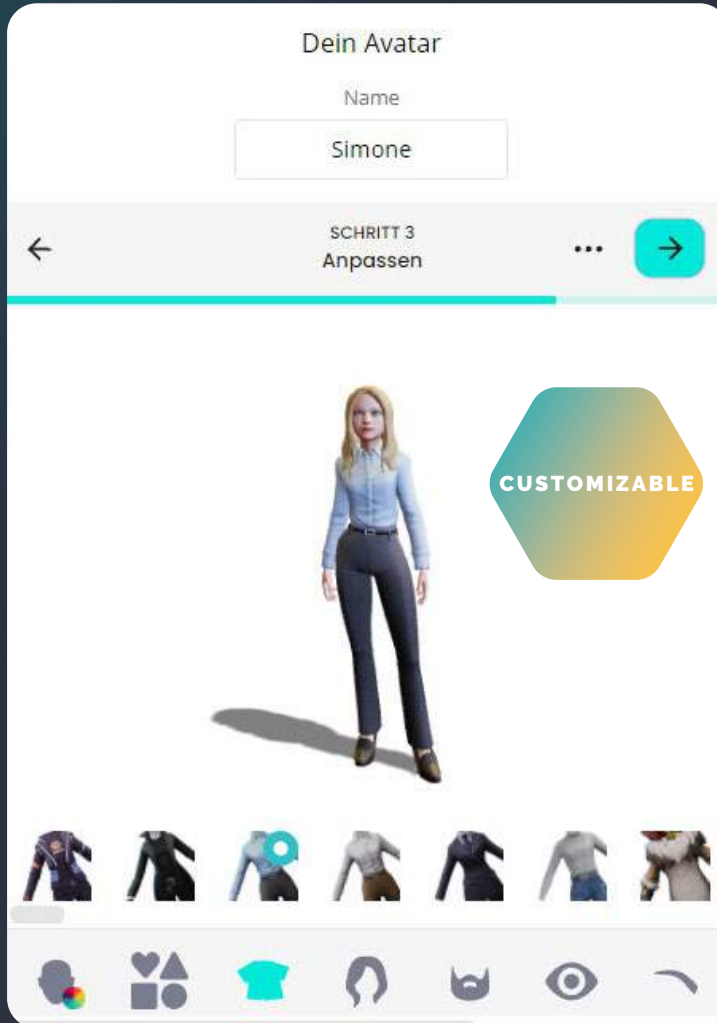 Dein Avatar
Name
Simone
SCHRITT 3
Anpassen
CUSTOMIZABLE